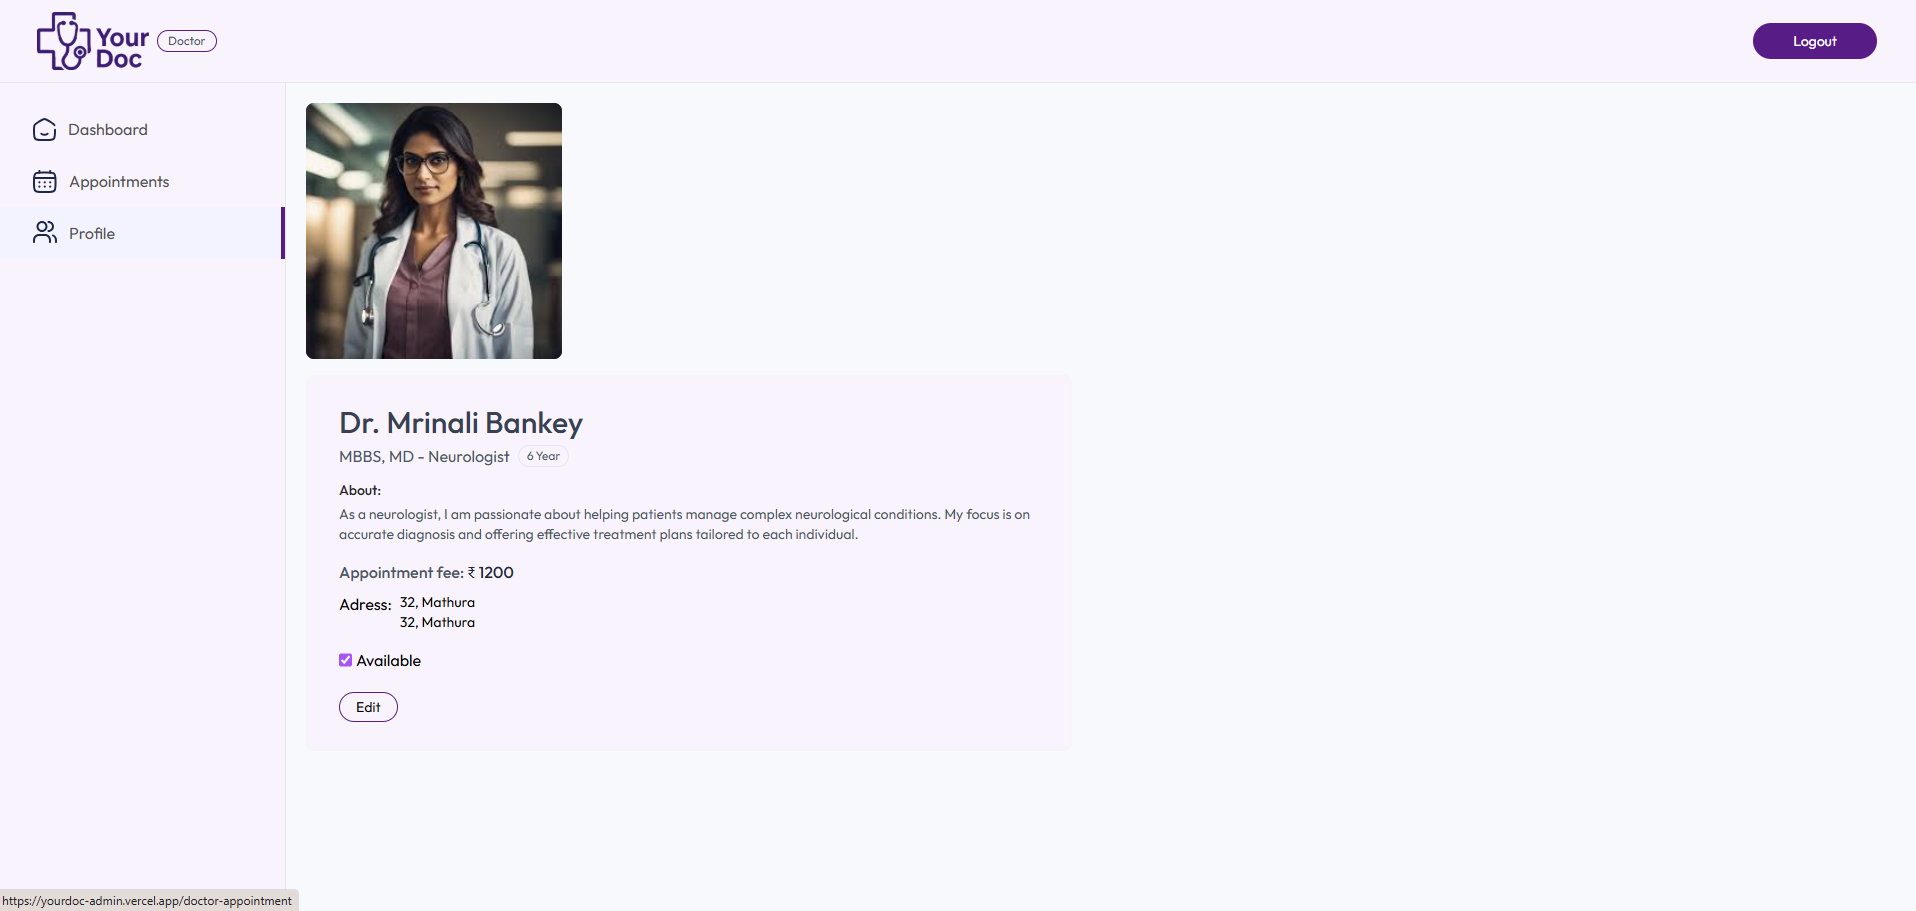 Your
Doc
Doctor
Logout
Dashboard
Appointments
Profile
Dr. Mrinali Bankey
MBBS, MD - Neurologist 6 Year
About:
As a neurologist, I am passionate about helping patients manage complex neurological conditions. My focus is on
accurate diagnosis and offering effective treatment plans tailored to each individual.
Appointment fee: ₹ 1200
Adress: 32, Mathura
32, Mathura
Available
Edit
https://yourdoc-admin.vercel.app/doctor-appointment